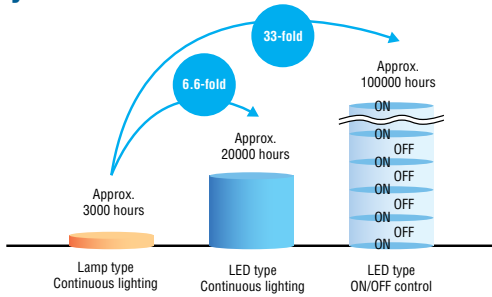 33-fold
6.6-fold
Approx.
100000 hours
Approx.
20000 hours
Approx.
3000 hours
ON
ON
OFF
ON
OFF
ON
OFF
ON
OFF
ON
Lamp type
Continuous lighting
LED type
Continuous lighting
LED type
ON/OFF control